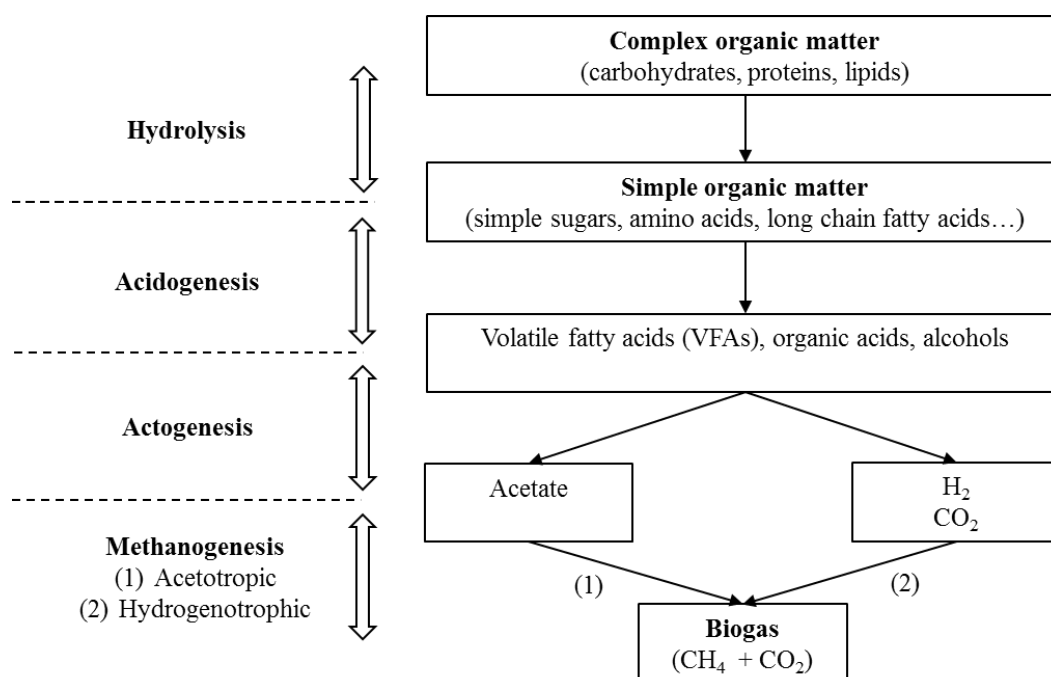 Complex organic matter
(carbohydrates, proteins, lipids)
Hydrolysis
Simple organic matter
(simple sugars, amino acids, long chain fatty acids…)
Acidogenesis
Volatile fatty acids (VFAs), organic acids, alcohols
Actogenesis
Acetate
H₂
CO₂
Methanogenesis
(1) Acetotropic
(2) Hydrogenotrophic
(1)
(2)
Biogas
(CH₄ + CO₂)